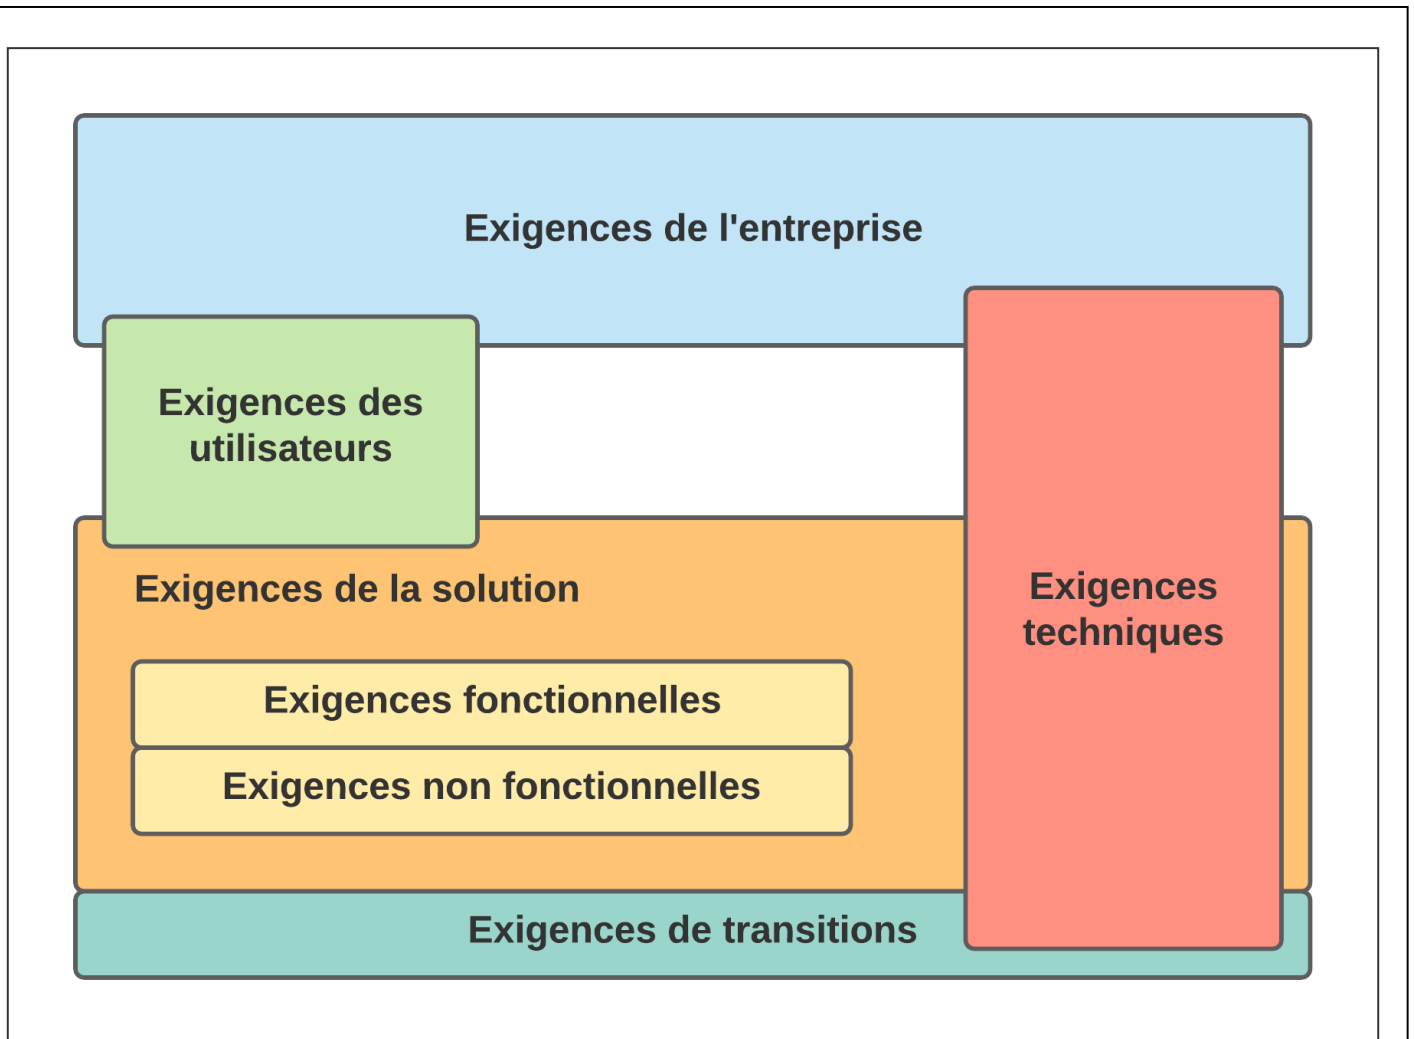 Exigences de l'entreprise
Exigences des
utilisateurs
Exigences de la solution
Exigences
techniques
Exigences fonctionnelles
Exigences non fonctionnelles
Exigences de transitions